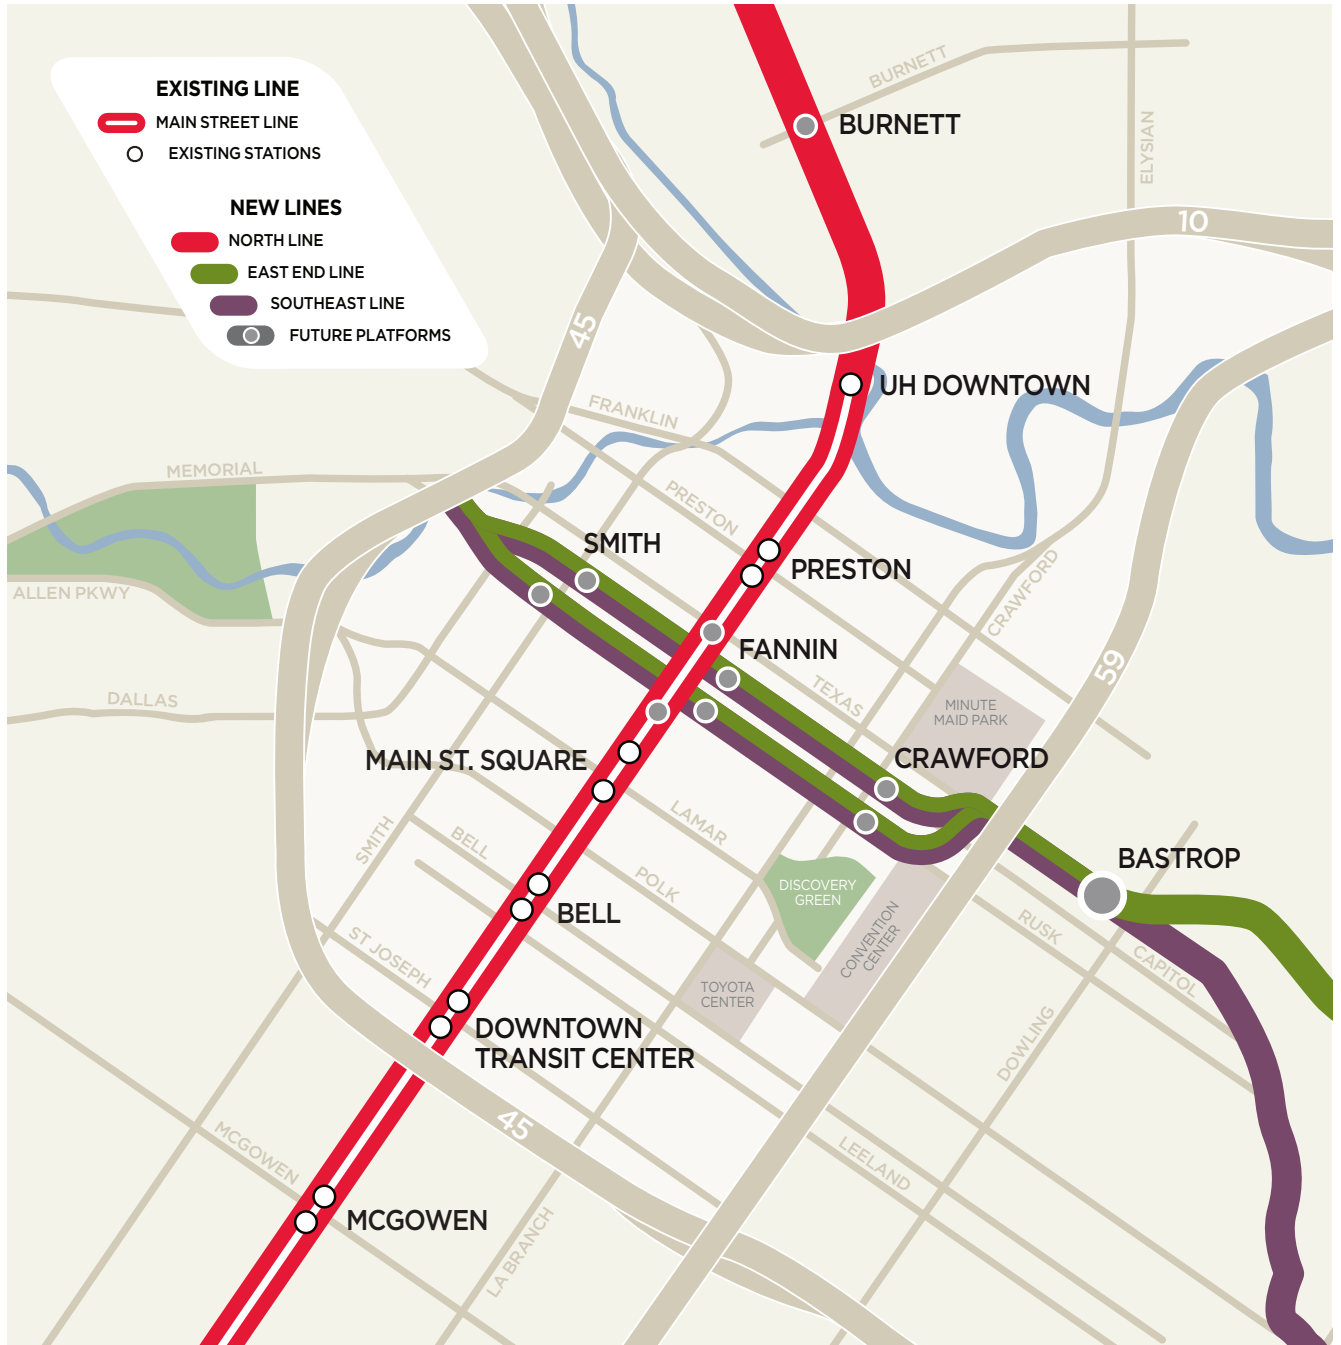 EXISTING LINE
MAIN STREET LINE
EXISTING STATIONS
NEW LINES
NORTH LINE
EAST END LINE
SOUTHEAST LINE
FUTURE PLATFORMS
BURNETT
BURNETT
ELYSIAN
10
45
UH DOWNTOWN
FRANKLIN
MEMORIAL
PRESTON
SMITH
PRESTON
ALLEN PKWY
CRAWFORD
FANNIN
59
TEXAS
DALLAS
MINUTE
MAID PARK
MAIN ST. SQUARE
CRAWFORD
LAMAR
SMITH
BELL
BASTROP
POLK
DISCOVERY
GREEN
BELL
RUSK
CONVENTION
CENTER
ST JOSEPH
CAPITOL
TOYOTA
CENTER
DOWNTOWN
TRANSIT CENTER
DOWLING
45
MCGOWEN
LEELAND
MCGOWEN
LA BRANCH